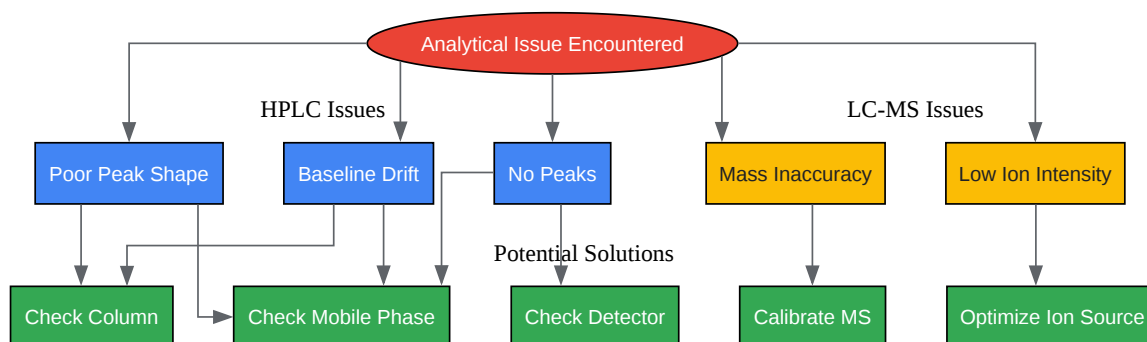 Analytical Issue Encountered
HPLC Issues
LC-MS Issues
Poor Peak Shape
Baseline Drift
No Peaks
Mass Inaccuracy
Low Ion Intensity
Potential Solutions
Check Column
Check Mobile Phase
Check Detector
Calibrate MS
Optimize Ion Source